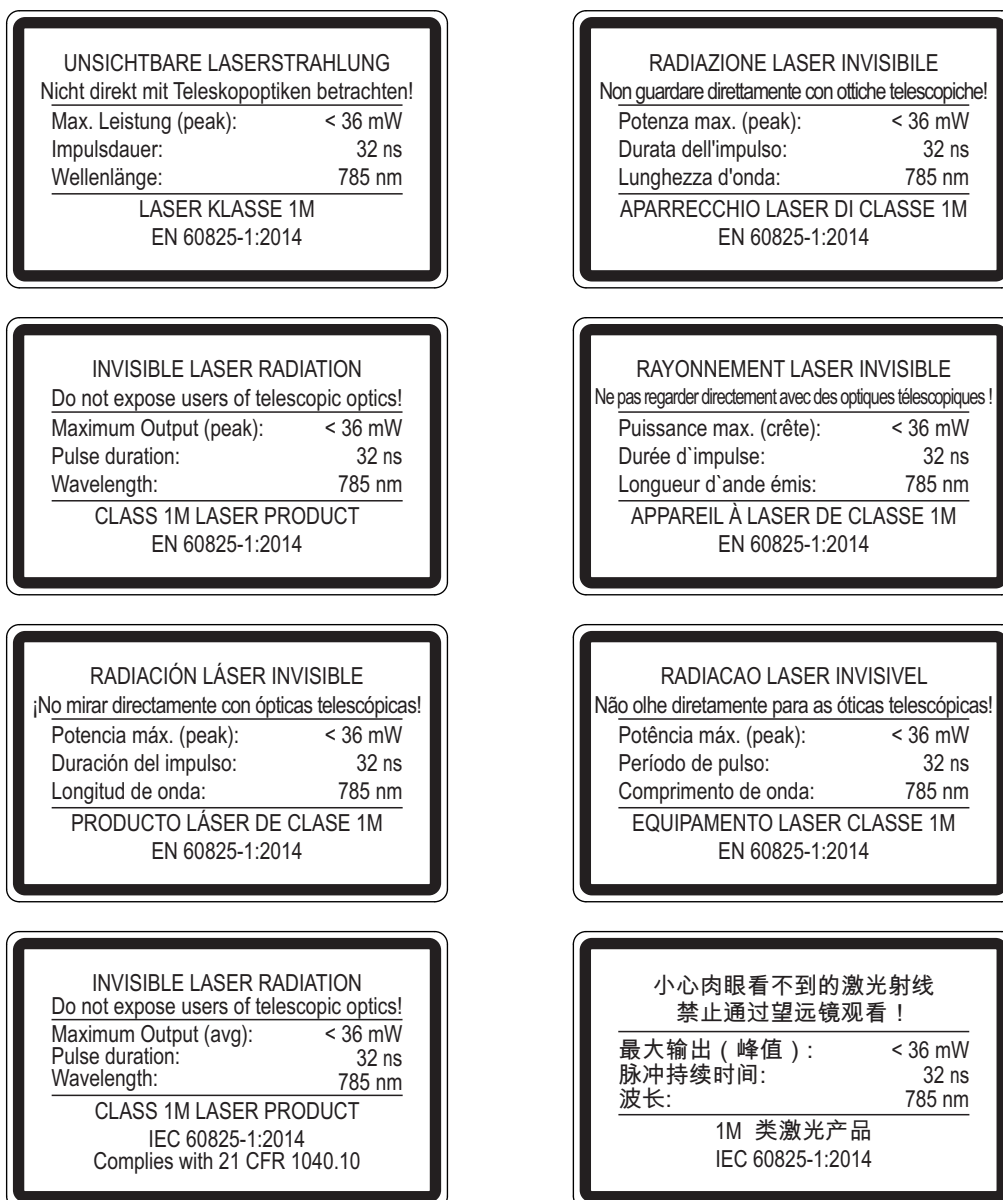 UNSICHTBARE LASERSTRAHLUNG
Nicht direkt mit Teleskopoptiken betrachten!
Max. Leistung (peak): < 36 mW
Impulsdauer: 32 ns
Wellenlänge: 785 nm
LASER KLASSE 1M
EN 60825-1:2014
RADIAZIONE LASER INVISIBILE
Non guardare direttamente con ottiche telescopiche!
Potenza max. (peak): < 36 mW
Durata dell'impulso: 32 ns
Lunghezza d'onda: 785 nm
APARRECCHIO LASER DI CLASSE 1M
EN 60825-1:2014
INVISIBLE LASER RADIATION
Do not expose users of telescopic optics!
Maximum Output (peak): < 36 mW
Pulse duration: 32 ns
Wavelength: 785 nm
CLASS 1M LASER PRODUCT
EN 60825-1:2014
RAYONNEMENT LASER INVISIBLE
Ne pas regarder directement avec des optiques télescopiques !
Puissance max. (crête): < 36 mW
Durée d`impulse: 32 ns
Longueur d`ande émis: 785 nm
APPAREIL À LASER DE CLASSE 1M
EN 60825-1:2014
RADIACIÓN LÁSER INVISIBLE
¡No mirar directamente con ópticas telescópicas!
Potencia máx. (peak): < 36 mW
Duración del impulso: 32 ns
Longitud de onda: 785 nm
PRODUCTO LÁSER DE CLASE 1M
EN 60825-1:2014
RADIACAO LASER INVISIVEL
Não olhe diretamente para as óticas telescópicas!
Potência máx. (peak): < 36 mW
Período de pulso: 32 ns
Comprimento de onda: 785 nm
EQUIPAMENTO LASER CLASSE 1M
EN 60825-1:2014
INVISIBLE LASER RADIATION
Do not expose users of telescopic optics!
Maximum Output (avg): < 36 mW
Pulse duration: 32 ns
Wavelength: 785 nm
CLASS 1M LASER PRODUCT
IEC 60825-1:2014
Complies with 21 CFR 1040.10
小心肉眼看不到的激光射线
禁止通过望远镜观看！
最大输出（峰值）: < 36 mW
脉冲持续时间: 32 ns
波长: 785 nm
1M 类激光产品
IEC 60825-1:2014